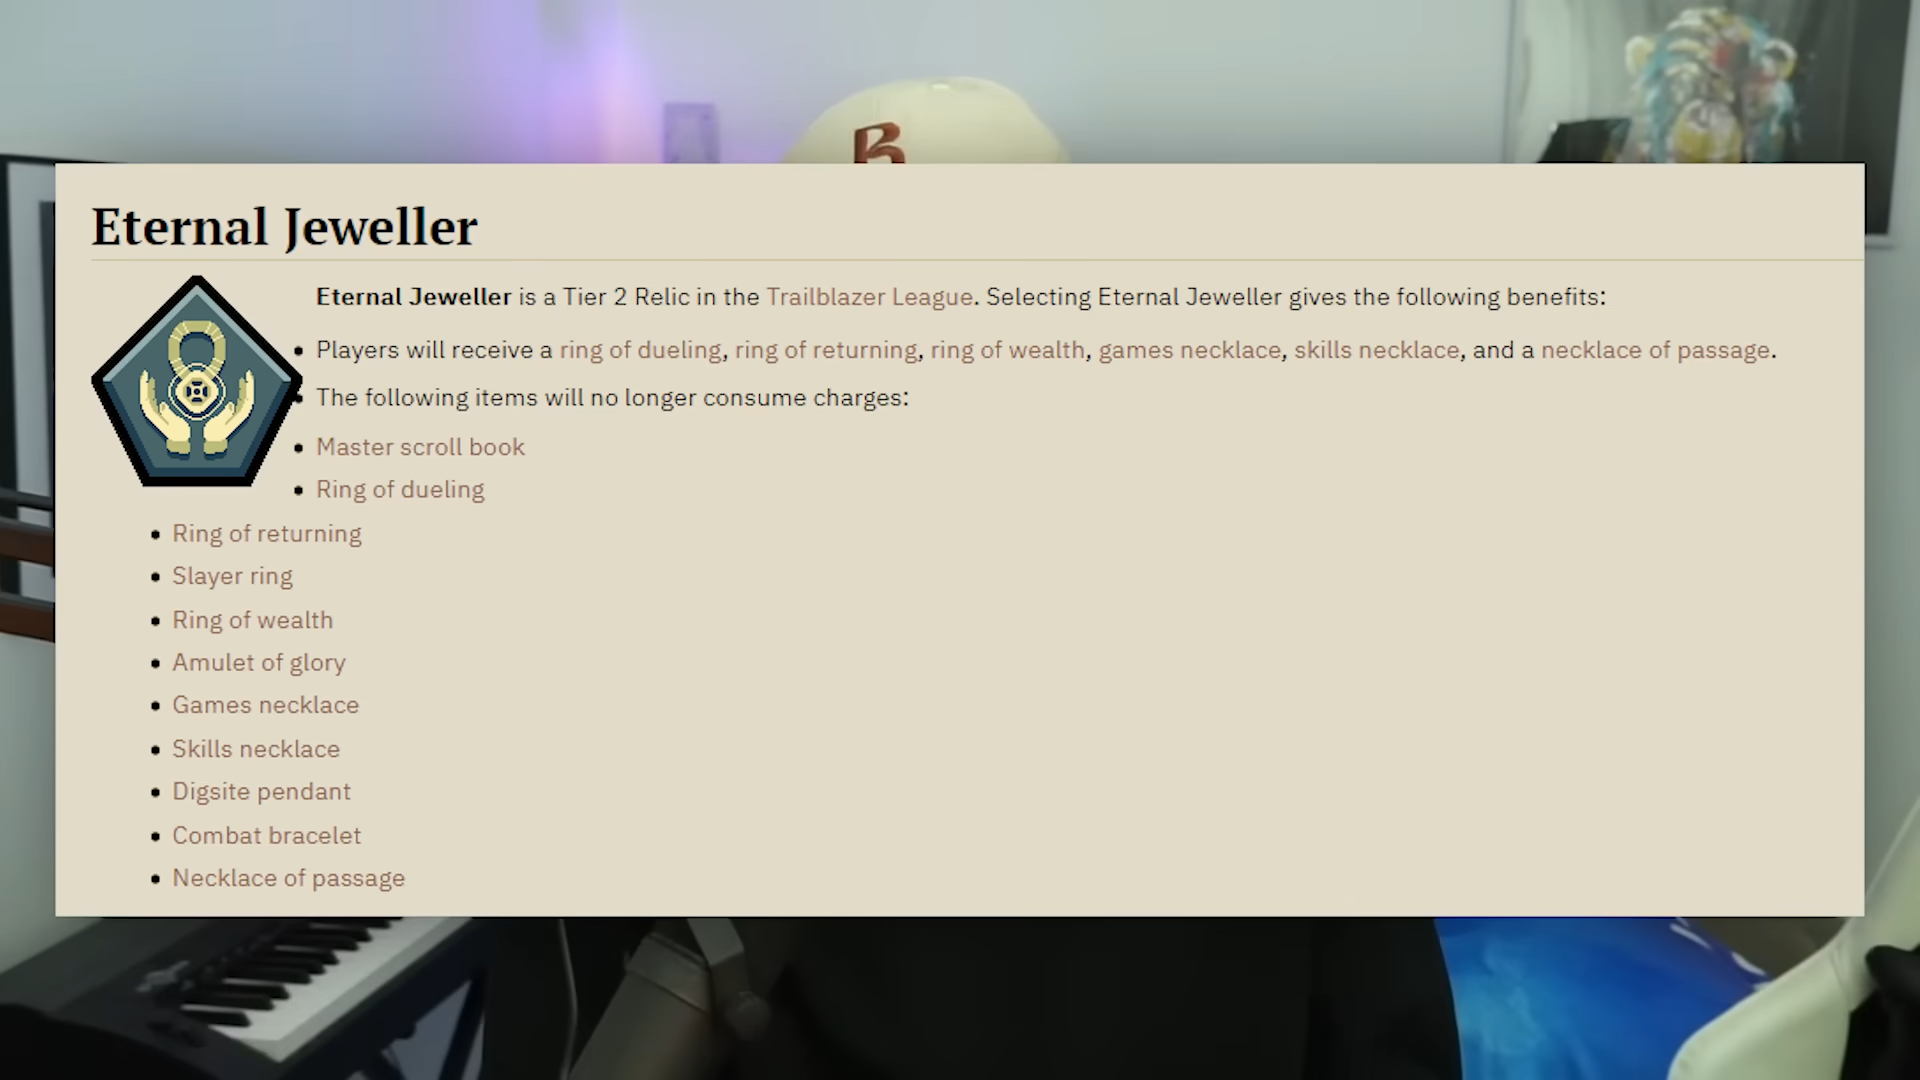 B
Eternal Jeweller
Eternal Jeweller is a Tier 2 Relic in the Trailblazer League. Selecting Eternal Jeweller gives the following benefits:
Players will receive a ring of dueling, ring of returning, ring of wealth, games necklace, skills necklace, and a necklace of passage.
The following items will no longer consume charges:
Master scroll book
Ring of dueling
Ring of returning
Slayer ring
Ring of wealth
Amulet of glory
Games necklace
Skills necklace
Digsite pendant
Combat bracelet
Necklace of passage